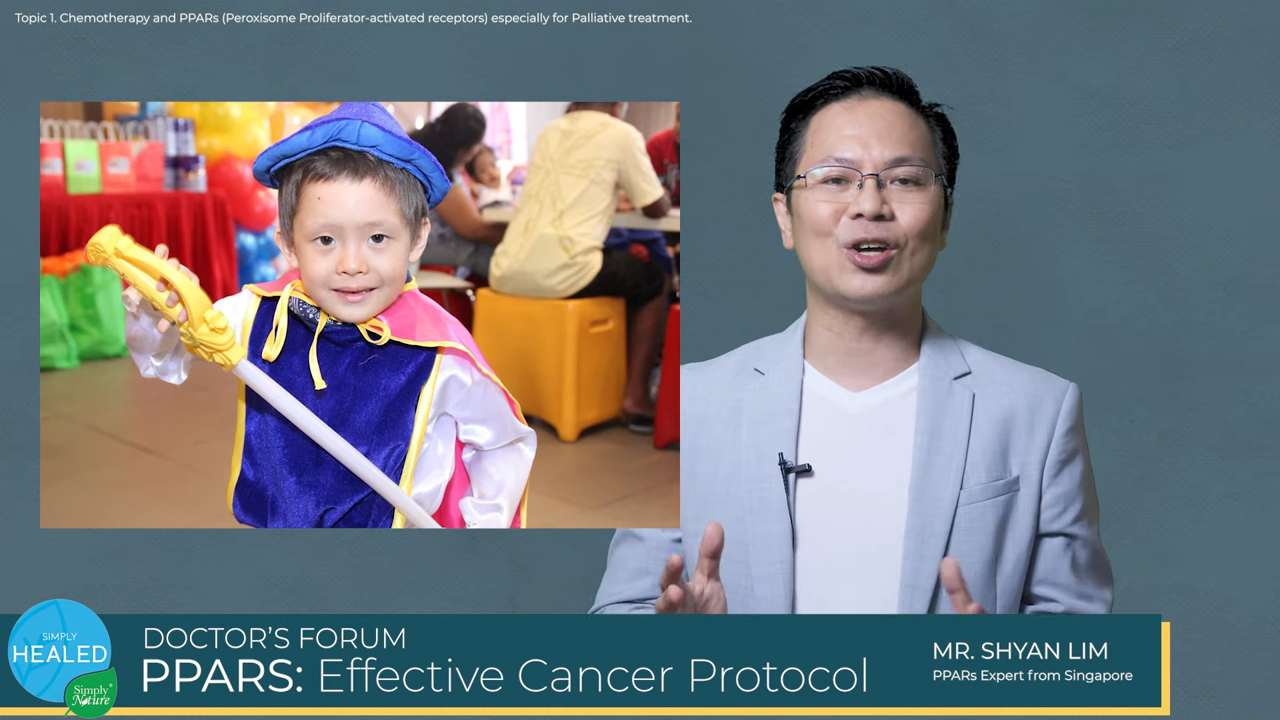 Topic 1. Chemotherapy and PPARs (Peroxisome Proliferator-activated receptors) especially for Palliative treatment.
SIMPLY
HEALED
Simply
Nature
DOCTOR'S FORUM
PPARS: Effective Cancer Protocol
MR. SHYAN LIM
PPARs Expert from Singapore